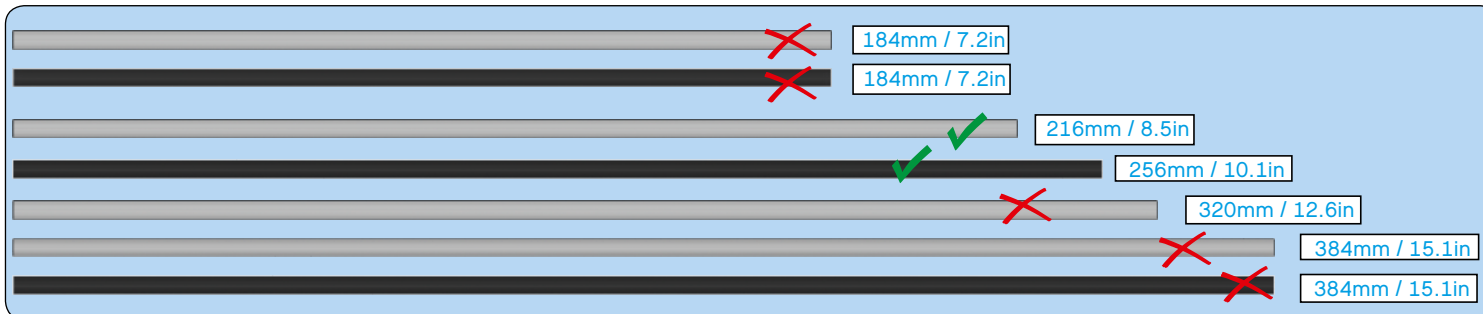 184mm / 7.2in
184mm / 7.2in
216mm / 8.5in
256mm / 10.1in
320mm / 12.6in
384mm / 15.1in
384mm / 15.1in